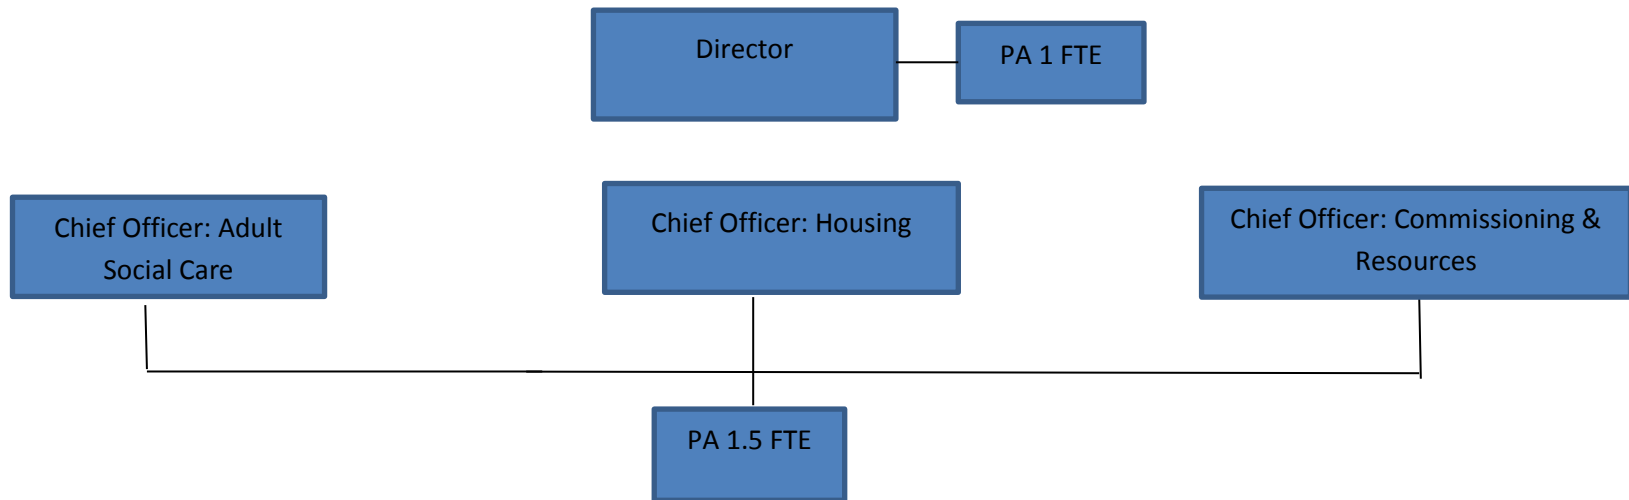 Director
PA 1 FTE
Chief Officer: Adult
Social Care
Chief Officer: Housing
Chief Officer: Commissioning &
Resources
PA 1.5 FTE